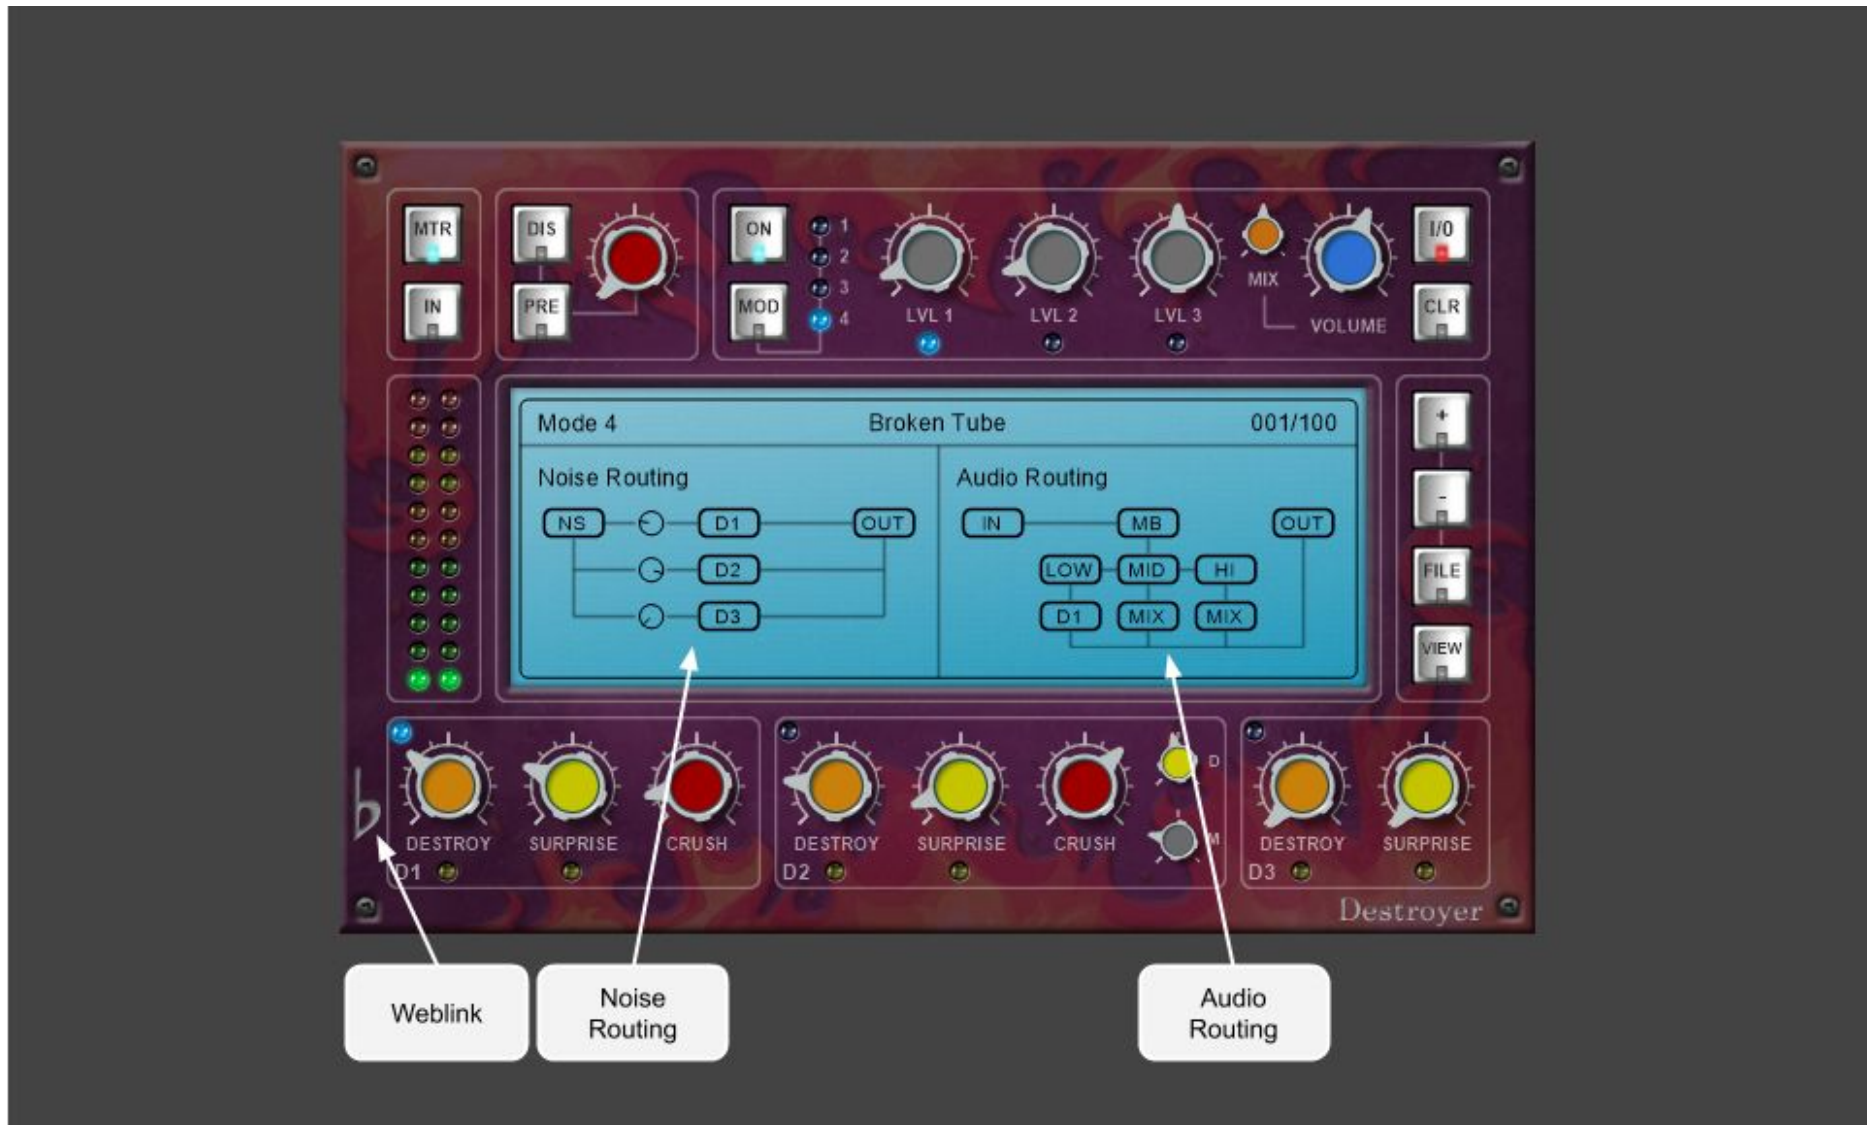 MTR
DIS
ON
1
2
3
4
I/O
IN
PRE
MOD
LVL 1
LVL 2
LVL 3
MIX
VOLUME
CLR
Mode 4
Broken Tube
001/100
Noise Routing
Audio Routing
NS
D1
OUT
IN
MB
OUT
D2
LOW
MID
HI
D3
D1
MIX
MIX
+
-
FILE
VIEW
DESTROY
SURPRISE
CRUSH
D1
DESTROY
SURPRISE
CRUSH
D
M
D2
DESTROY
SURPRISE
D3
Destroyer
Weblink
Noise
Routing
Audio
Routing